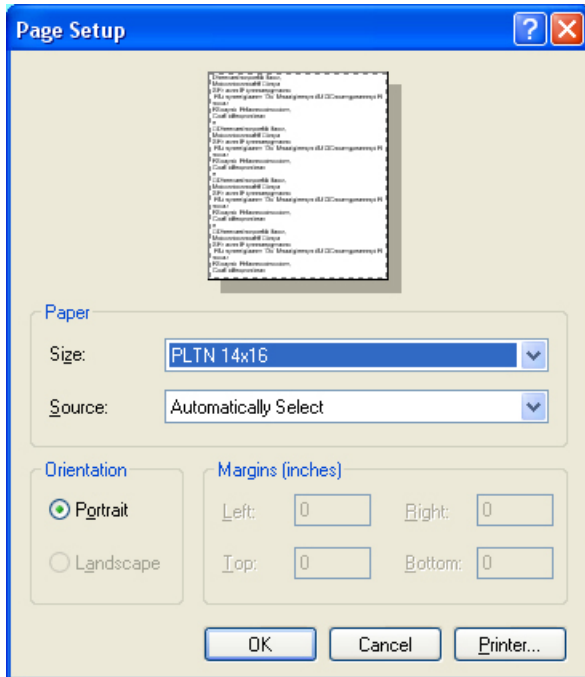 Page Setup
Paper
Size: PLTN 14x16
Source: Automatically Select
Orientation
Portrait
Landscape
Margins (inches)
Left: 0 Right: 0
Top: 0 Bottom: 0
OK Cancel Printer...